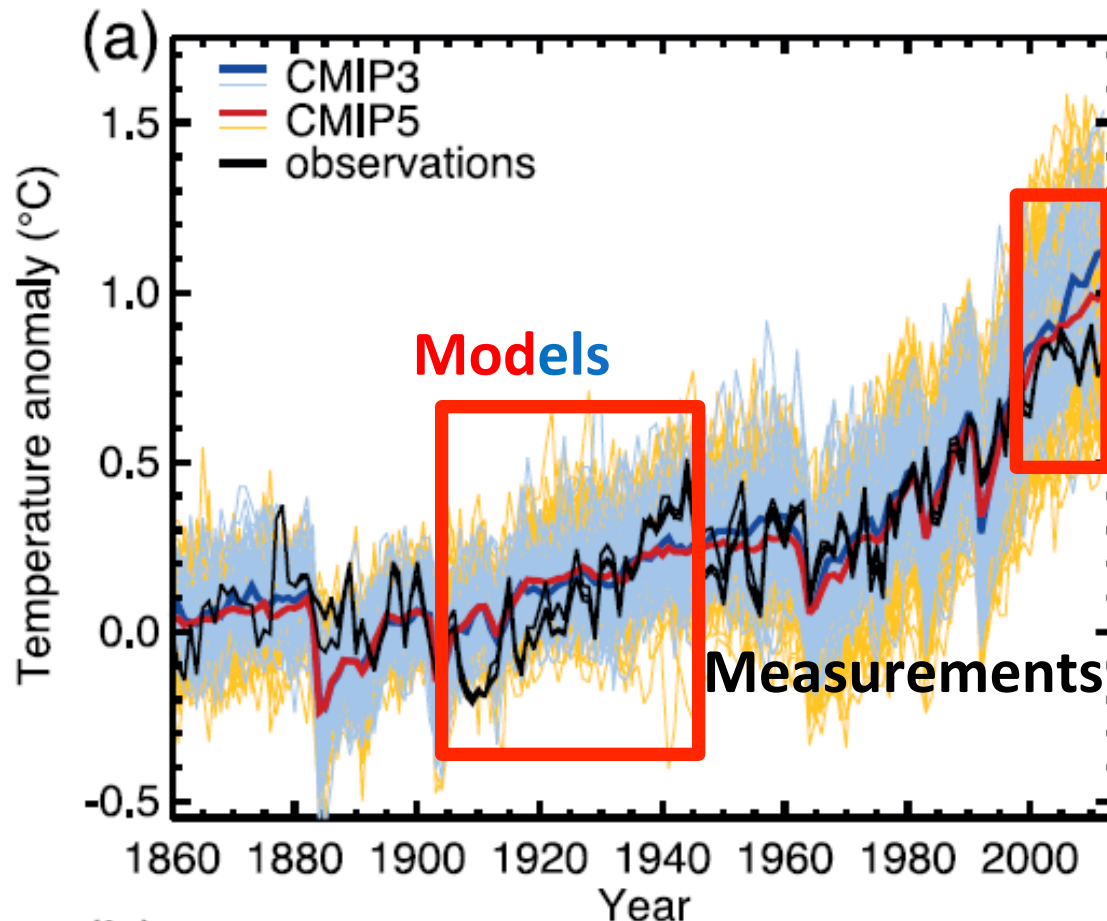 (a)
CMIP3
CMIP5
observations
Temperature anomaly (°C)
1.5
1.0
0.5
0.0
-0.5
Models
Measurements
1860 1880 1900 1920 1940 1960 1980 2000
Year